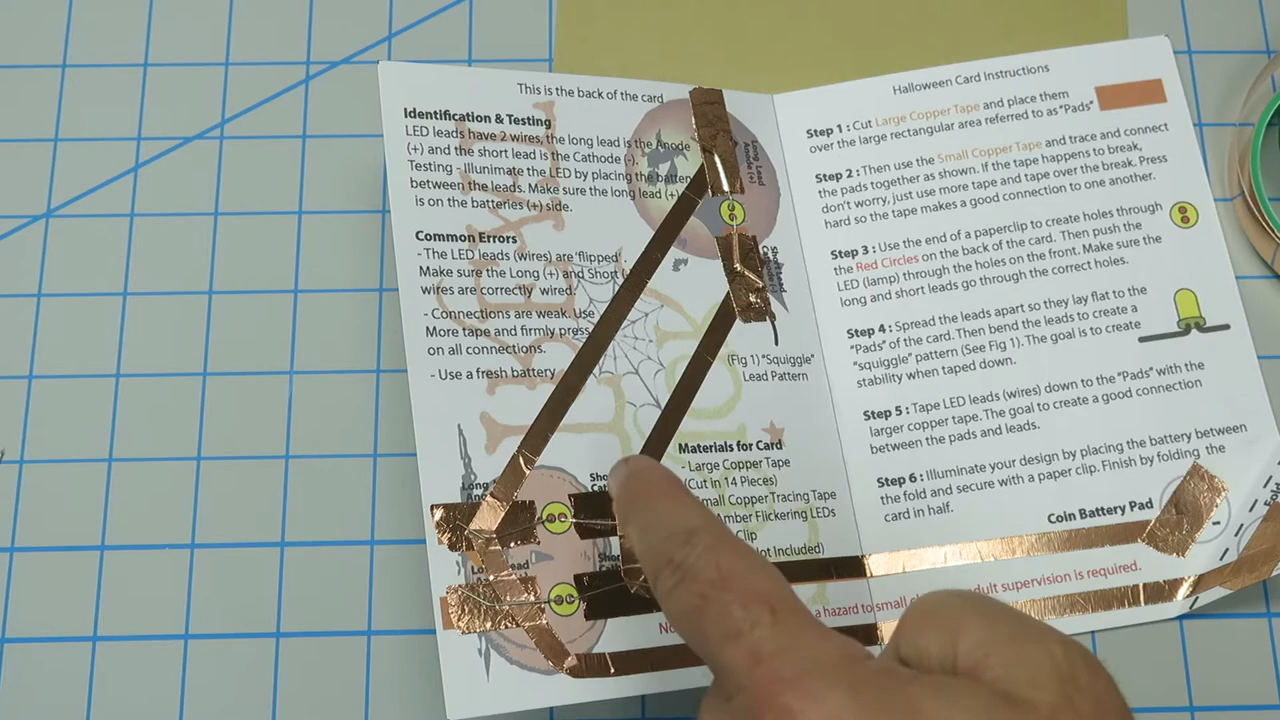 This is the back of the card
Identification & Testing
LED leads have 2 wires, the long lead is the Anode
(+) and the short lead is the Cathode (-).
Testing - Illuminate the LED by placing the batter
between the leads. Make sure the long lead (+)
is on the batteries (+) side.
Common Errors
- The LED leads (wires) are 'flipped'.
Make sure the Long (+) and Short (
wires are correctly wired.
- Connections are weak. Use
More tape and firmly press
on all connections.
- Use a fresh battery
Long Lead
Anode (+)
Short Lead
Cathode (-)
(Fig 1) "Squiggle"
Lead Pattern
Materials for Card
- Large Copper Tape
(Cut in 14 Pieces)
mall Copper Tracing Tape
Amber Flickering LEDs
Clip
lot Included)
Long
An
Sho
Cat
Lo ead
Shor
Cath
No
a hazard to small dult supervision is required.
Halloween Card Instructions
Step 1 : Cut Large Copper Tape and place them
over the large rectangular area referred to as "Pads"
Step 2 : Then use the Small Copper Tape and trace and connect
the pads together as shown. If the tape happens to break,
don't worry, just use more tape and tape over the break. Press
hard so the tape makes a good connection to one another.
Step 3 : Use the end of a paperclip to create holes through
the Red Circles on the back of the card. Then push the
LED (lamp) through the holes on the front. Make sure the
long and short leads go through the correct holes.
Step 4 : Spread the leads apart so they lay flat to the
"Pads" of the card. Then bend the leads to create a
"squiggle" pattern (See Fig 1). The goal is to create
stability when taped down.
Step 5 : Tape LED leads (wires) down to the "Pads" with the
larger copper tape. The goal to create a good connection
between the pads and leads.
Step 6 : Illuminate your design by placing the battery between
the fold and secure with a paper clip. Finish by folding the
card in half.
Coin Battery Pad
-
Fold